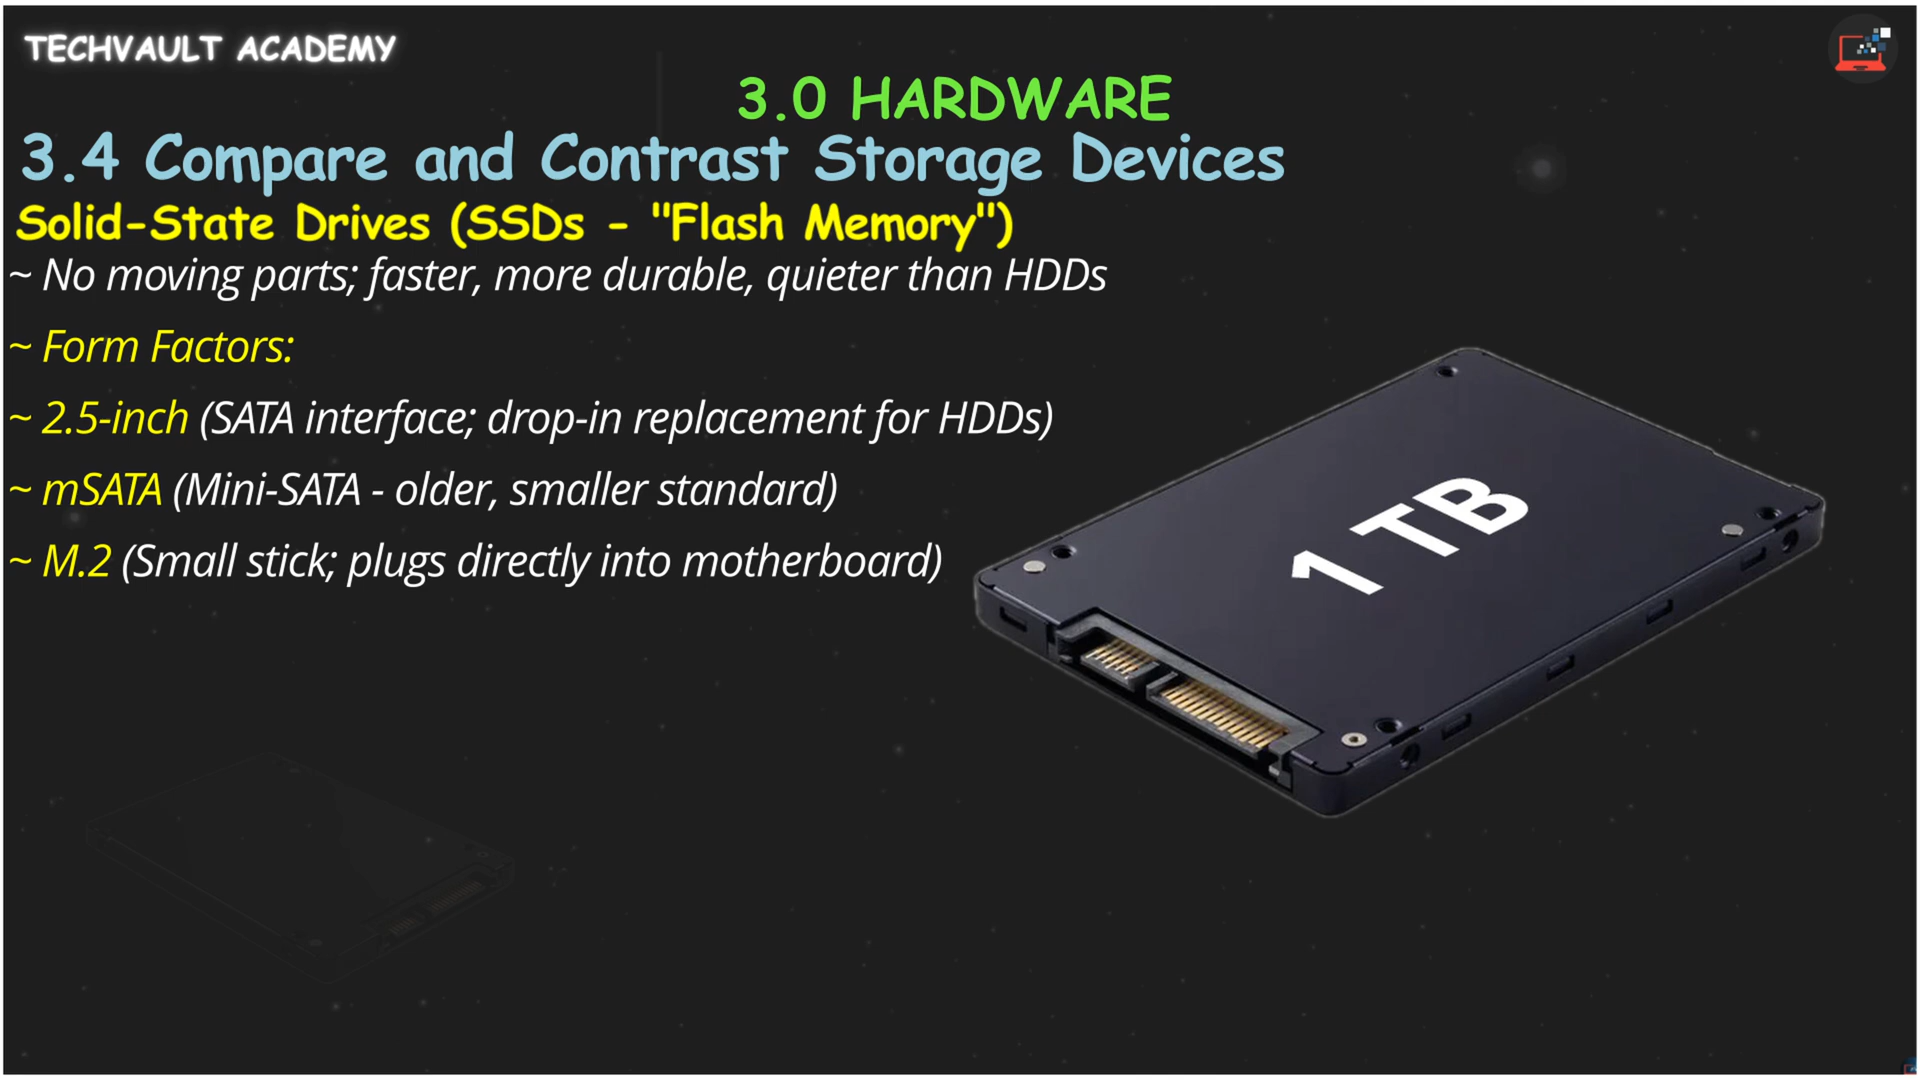 TECHVAULT ACADEMY
3.0 HARDWARE
3.4 Compare and Contrast Storage Devices
Solid-State Drives (SSDs - "Flash Memory")
~ No moving parts; faster, more durable, quieter than HDDs
~ Form Factors:
~ 2.5-inch (SATA interface; drop-in replacement for HDDs)
~ mSATA (Mini-SATA - older, smaller standard)
~ M.2 (Small stick; plugs directly into motherboard)
1 TB